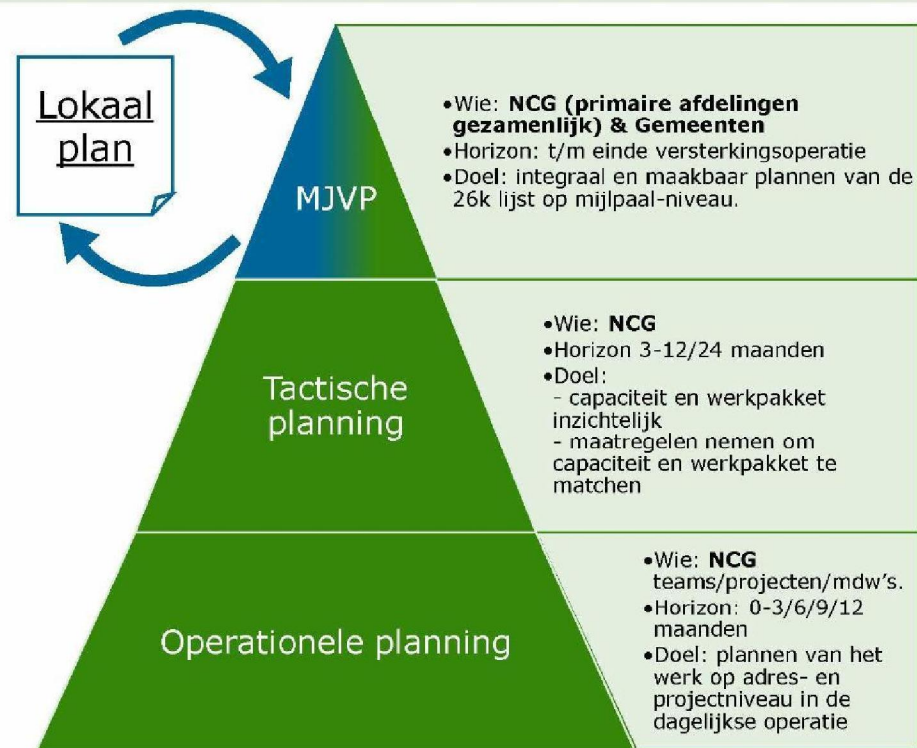 Lokaal
plan
MJVP
•Wie: NCG (primaire afdelingen
gezamenlijk) & Gemeenten
•Horizon: t/m einde versterkingsoperatie
•Doel: integraal en maakbaar plannen van de
26k lijst op mijlpaal-niveau.
Tactische
planning
•Wie: NCG
•Horizon 3-12/24 maanden
•Doel:
- capaciteit en werkpakket
inzichtelijk
- maatregelen nemen om
capaciteit en werkpakket te
matchen
Operationele planning
•Wie: NCG
teams/projecten/mdw's.
•Horizon: 0-3/6/9/12
maanden
•Doel: plannen van het
werk op adres- en
projectniveau in de
dagelijkse operatie